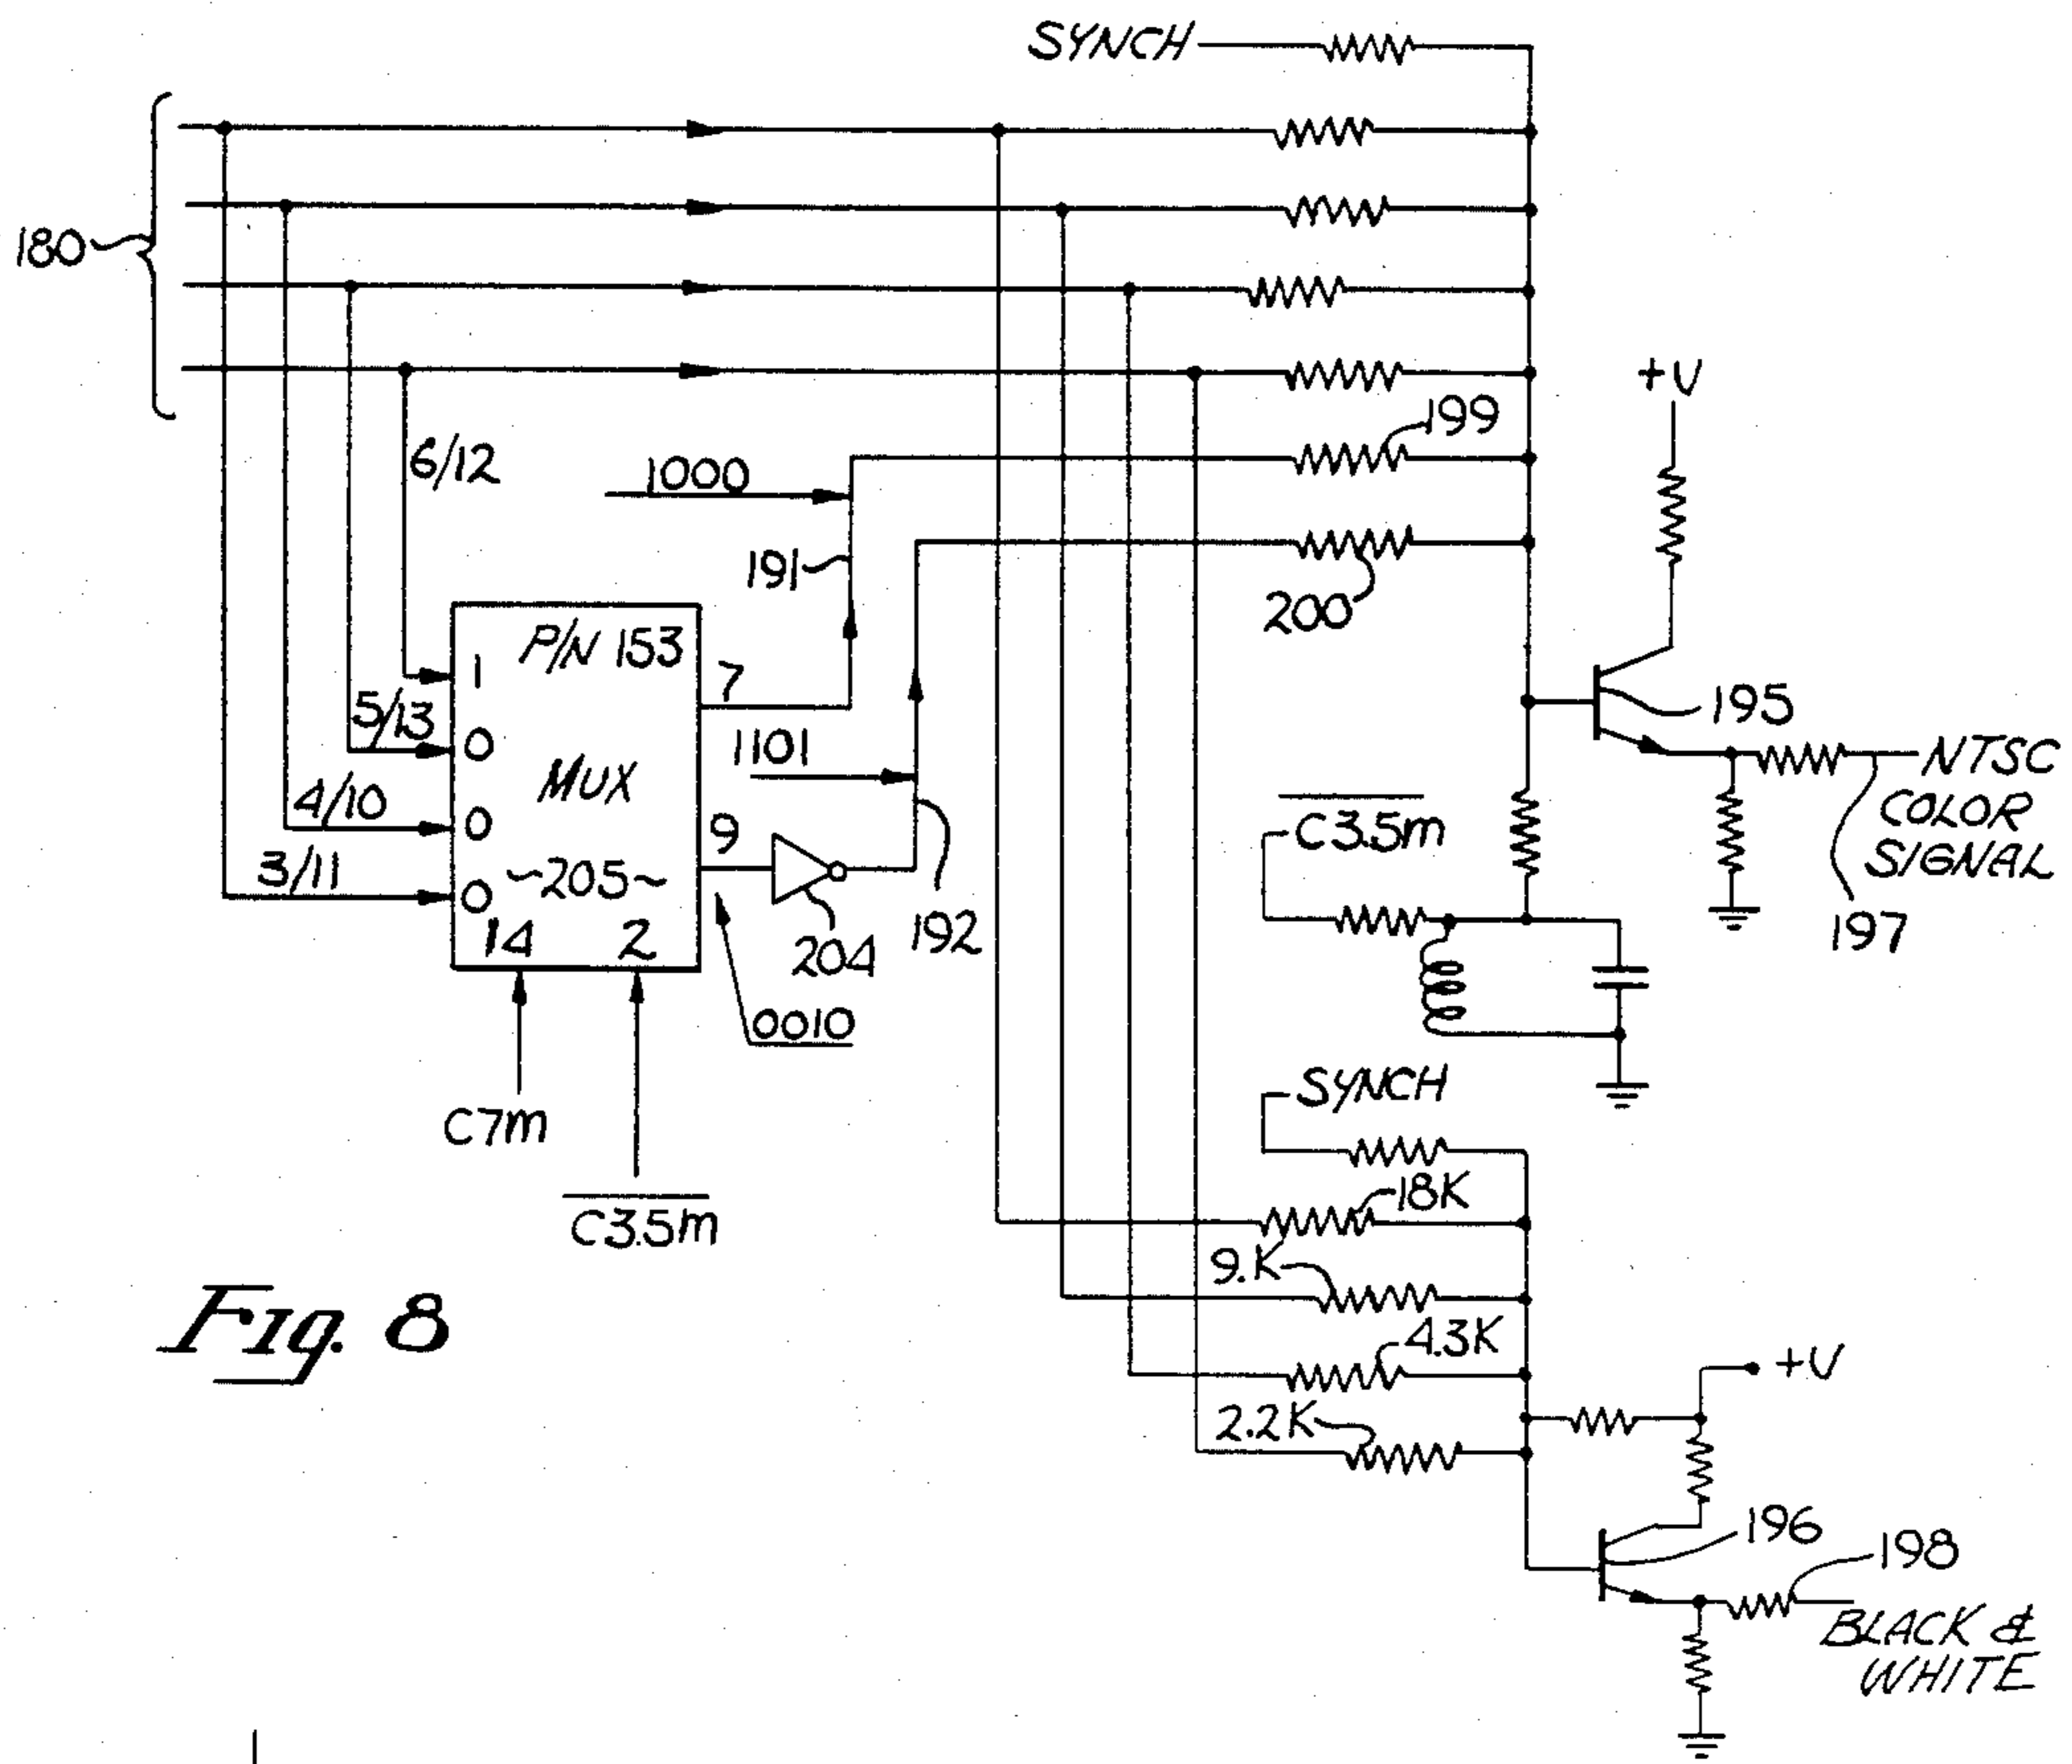 SYNCH
180
+V
199
6/12
1000
191
200
P/N 153
1
7
195
5/13
0
1101
NTSC
COLOR
SIGNAL
MUX
4/10
0
9
C3.5m
3/11
0
~205~
14
2
204
192
197
0010
SYNCH
C7m
18K
C3.5m
9.K
Fig. 8
4.3K
+V
2.2K
196
198
BLACK &
WHITE